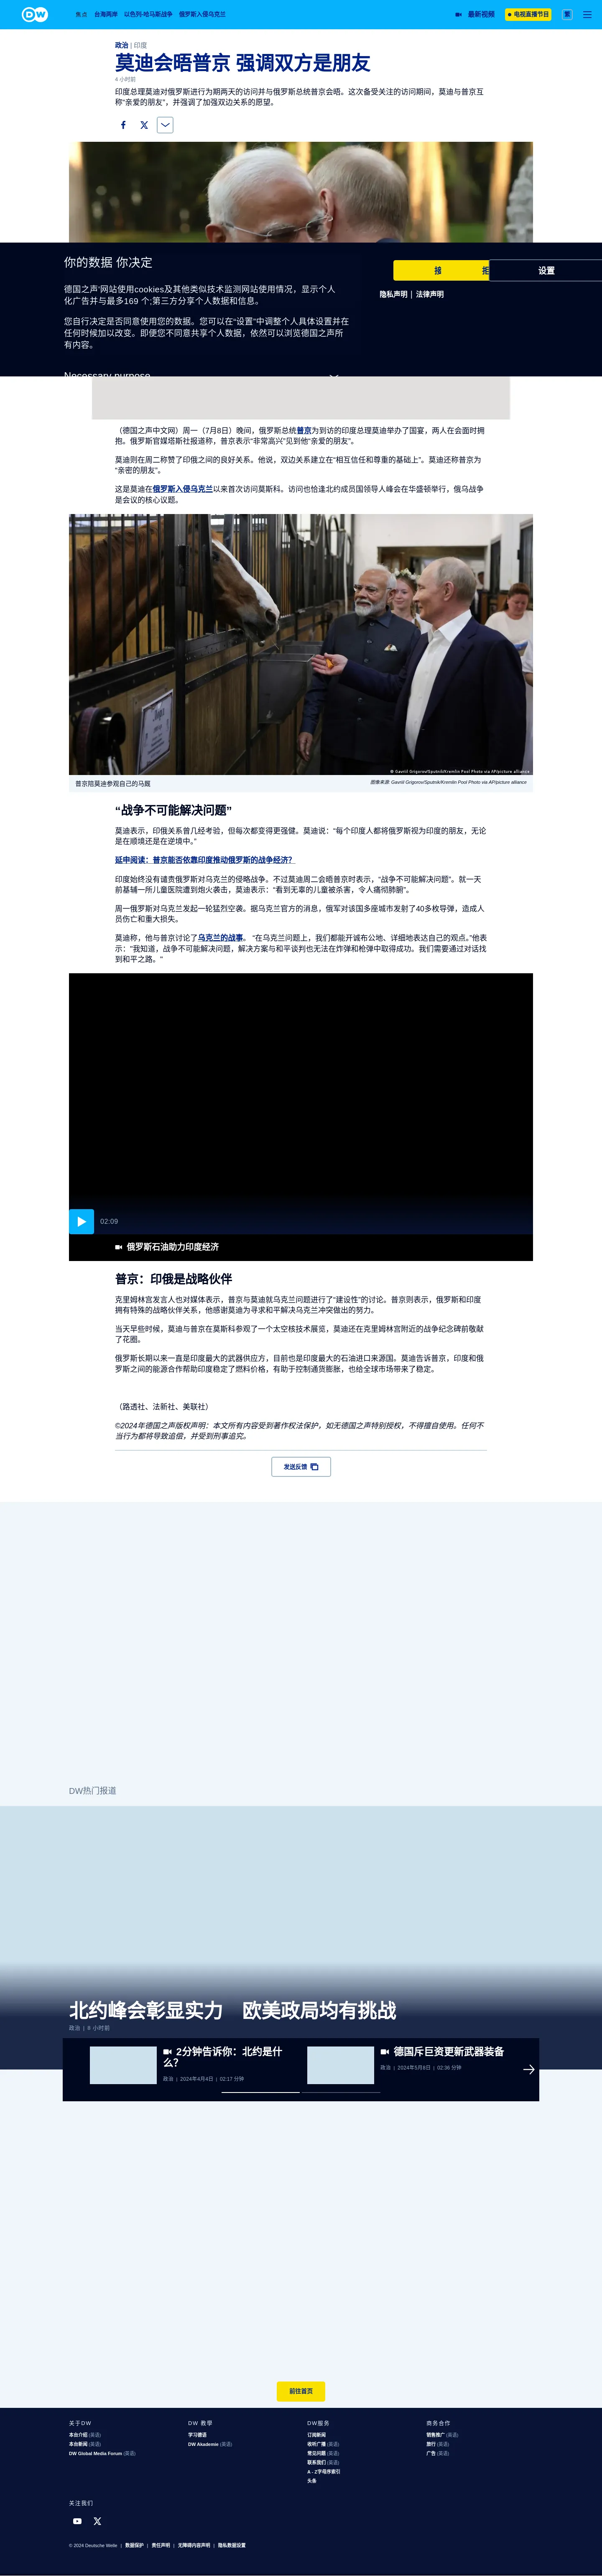 DW
焦点 台海两岸 以色列-哈马斯战争 俄罗斯入侵乌克兰 最新视频 电视直播节目 繁
政治 | 印度
莫迪会晤普京 强调双方是朋友
4 小时前
印度总理莫迪对俄罗斯进行为期两天的访问并与俄罗斯总统普京会晤。这次备受关注的访问期间，莫迪与普京互
称“亲爱的朋友”，并强调了加强双边关系的愿望。
你的数据 你决定
设置
隐私声明 | 法律声明
德国之声'网站使用cookies及其他类似技术监测网站使用情况，显示个人
化广告并与最多169 个;第三方分享个人数据和信息。
您自行决定是否同意使用您的数据。您可以在“设置”中调整个人具体设置并在
任何时候加以改变。即便您不同意共享个人数据，依然可以浏览德国之声所
有内容。
Necessary purpose
（德国之声中文网）周一（7月8日）晚间，俄罗斯总统普京为到访的印度总理莫迪举办了国宴，两人在会面时拥
抱。俄罗斯官媒塔斯社报道称，普京表示“非常高兴”见到他“亲爱的朋友”。
莫迪则在周二称赞了印俄之间的良好关系。他说，双边关系建立在“相互信任和尊重的基础上”。莫迪还称普京为
“亲密的朋友”。
这是莫迪在俄罗斯入侵乌克兰以来首次访问莫斯科。访问也恰逢北约成员国领导人峰会在华盛顿举行，俄乌战争
是会议的核心议题。
© Gavriil Grigorov/Sputnik/Kremlin Pool Photo via AP/picture alliance
普京陪莫迪参观自己的马厩
图像来源: Gavriil Grigorov/Sputnik/Kremlin Pool Photo via AP/picture alliance
“战争不可能解决问题”
莫迪表示，印俄关系曾几经考验，但每次都变得更强健。莫迪说：“每个印度人都将俄罗斯视为印度的朋友，无论
是在顺境还是在逆境中。”
延申阅读：普京能否依靠印度推动俄罗斯的战争经济？
印度始终没有谴责俄罗斯对乌克兰的侵略战争。不过莫迪周二会晤普京时表示，“战争不可能解决问题”。就一天
前基辅一所儿童医院遭到炮火袭击，莫迪表示：“看到无辜的儿童被杀害，令人痛彻肺腑”。
周一俄罗斯对乌克兰发起一轮猛烈空袭。据乌克兰官方的消息，俄军对该国多座城市发射了40多枚导弹，造成人
员伤亡和重大损失。
莫迪称，他与普京讨论了乌克兰的战事。 “在乌克兰问题上，我们都能开诚布公地、详细地表达自己的观点。”他表
示：“我知道，战争不可能解决问题，解决方案与和平谈判也无法在炸弹和枪弹中取得成功。我们需要通过对话找
到和平之路。”
02:09
俄罗斯石油助力印度经济
普京：印俄是战略伙伴
克里姆林宫发言人也对媒体表示，普京与莫迪就乌克兰问题进行了“建设性”的讨论。普京则表示，俄罗斯和印度
拥有特殊的战略伙伴关系，他感谢莫迪为寻求和平解决乌克兰冲突做出的努力。
当天早些时候，莫迪与普京在莫斯科参观了一个太空核技术展览，莫迪还在克里姆林宫附近的战争纪念碑前敬献
了花圈。
俄罗斯长期以来一直是印度最大的武器供应方，目前也是印度最大的石油进口来源国。莫迪告诉普京，印度和俄
罗斯之间的能源合作帮助印度稳定了燃料价格，有助于控制通货膨胀，也给全球市场带来了稳定。
（路透社、法新社、美联社）
©2024年德国之声版权声明：本文所有内容受到著作权法保护，如无德国之声特别授权，不得擅自使用。任何不
当行为都将导致追偿，并受到刑事追究。
发送反馈
DW热门报道
北约峰会彰显实力 欧美政局均有挑战
政治 | 9 小时前
2分钟告诉你：北约是什
么？
政治 | 2024年4月4日 | 02:17 分钟
德国斥巨资更新武器装备
政治 | 2024年5月8日 | 02:36 分钟
前往首页
关于DW
本台介绍 (英语)
本台新闻 (英语)
DW Global Media Forum (英语)
DW 教學
学习德语
DW Akademie (英语)
DW服务
订阅新闻
收听广播 (英语)
常见问题 (英语)
联系我们 (英语)
A - Z字母序索引
头条
商务合作
销售推广 (英语)
旅行 (英语)
广告 (英语)
关注我们
© 2024 Deutsche Welle | 数据保护 | 责任声明 | 无障碍内容声明 | 隐私数据设置